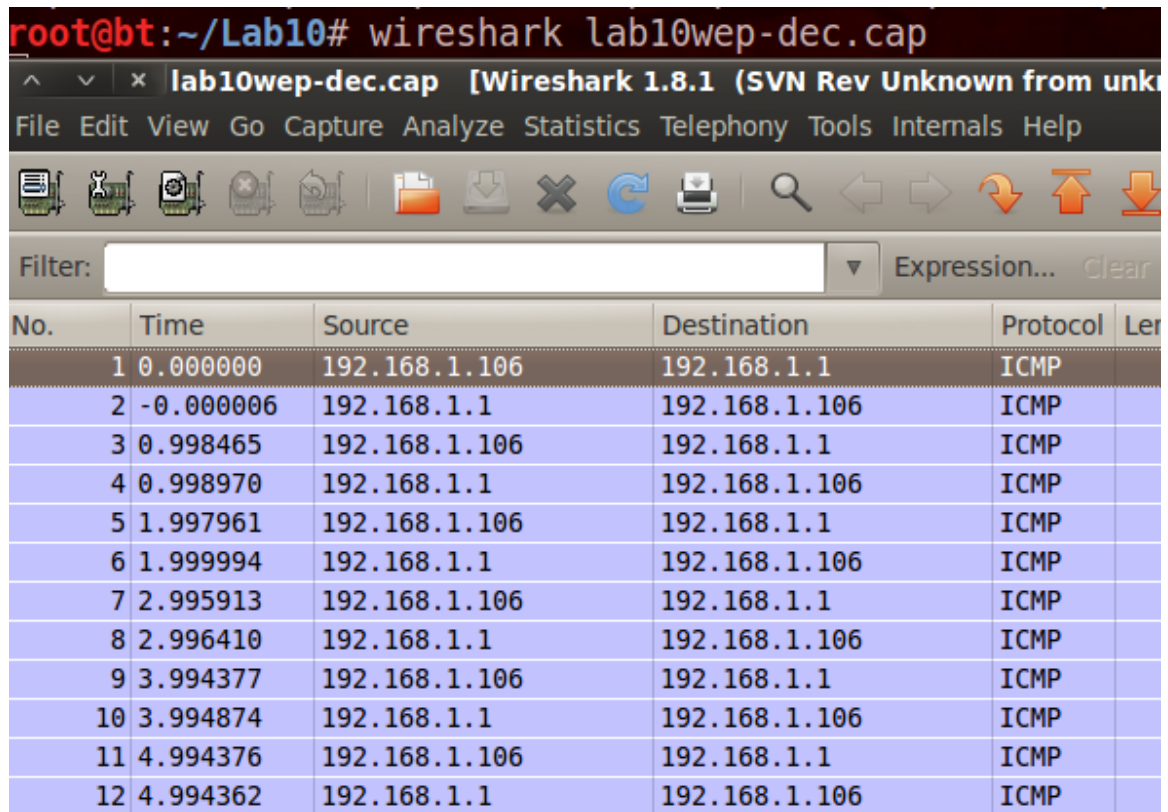 root@bt:~/Lab10# wireshark lab10wep-dec.cap
lab10wep-dec.cap [Wireshark 1.8.1 (SVN Rev Unknown from
File Edit View Go Capture Analyze Statistics Telephony Tools Internals Help
Filter: Expression... Clear
No. Time Source Destination Protocol
1 0.000000 192.168.1.106 192.168.1.1 ICMP
2 -0.000006 192.168.1.1 192.168.1.106 ICMP
3 0.998465 192.168.1.106 192.168.1.1 ICMP
4 0.998970 192.168.1.1 192.168.1.106 ICMP
5 1.997961 192.168.1.106 192.168.1.1 ICMP
6 1.999994 192.168.1.1 192.168.1.106 ICMP
7 2.995913 192.168.1.106 192.168.1.1 ICMP
8 2.996410 192.168.1.1 192.168.1.106 ICMP
9 3.994377 192.168.1.106 192.168.1.1 ICMP
10 3.994874 192.168.1.1 192.168.1.106 ICMP
11 4.994376 192.168.1.106 192.168.1.1 ICMP
12 4.994362 192.168.1.1 192.168.1.106 ICMP